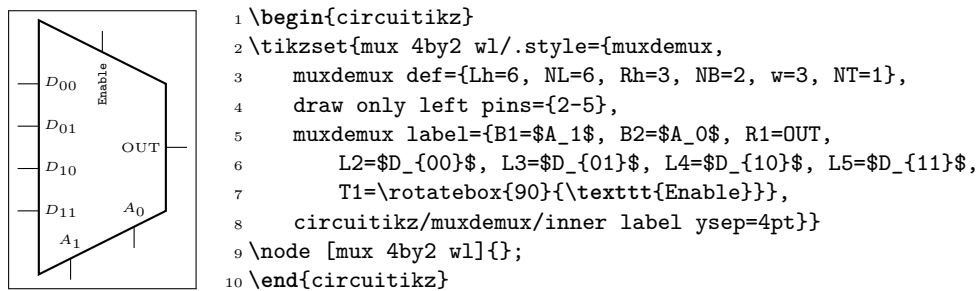 Enable
D00
D01
OUT
D10
D11
A0
A1
1 \begin{circuitikz}
2 \tikzset{mux 4by2 wl/.style={muxdemux,
3 muxdemux def={Lh=6, NL=6, Rh=3, NB=2, w=3, NT=1},
4 draw only left pins={2-5},
5 muxdemux label={B1=$A_1$, B2=$A_0$, R1=OUT,
6 L2=$D_{00}$, L3=$D_{01}$, L4=$D_{10}$, L5=$D_{11}$,
7 T1=\rotatebox{90}{\texttt{Enable}}},
8 circuitikz/muxdemux/inner label ysep=4pt}}
9 \node [mux 4by2 wl]{};
10 \end{circuitikz}